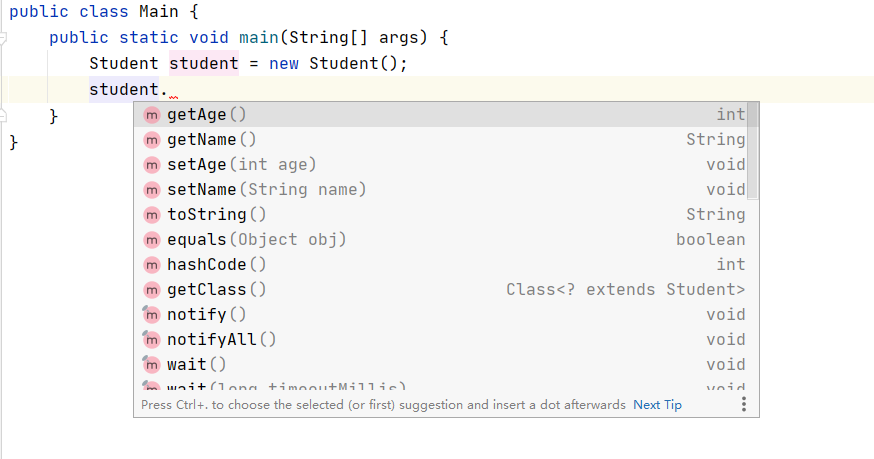 public class Main {
public static void main(String[] args) {
Student student = new Student();
student.
m getAge() int
m getName() String
m setAge(int age) void
m setName(String name) void
m toString() String
m equals(Object obj) boolean
m hashCode() int
m getClass() Class<? extends Student>
m notify() void
m notifyAll() void
m wait() void
m wait(long timeoutMillis) void
Press Ctrl+. to choose the selected (or first) suggestion and insert a dot afterwards Next Tip
}
}